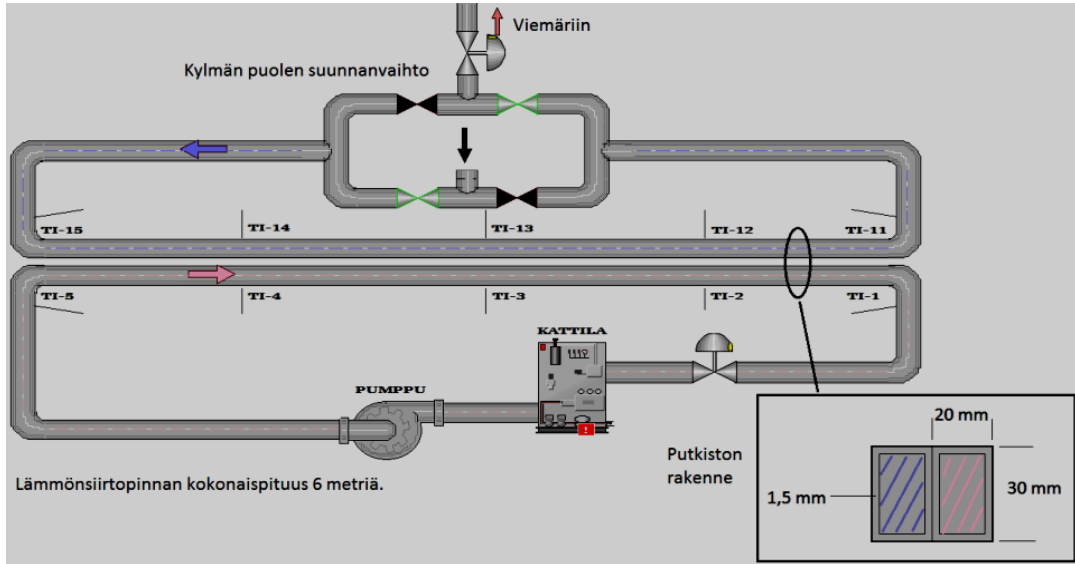 Viemäriin
Kylmän puolen suunnanvaihto
TI-15 TI-14 TI-13 TI-12 TI-11
TI-5 TI-4 TI-3 TI-2 TI-1
KATTILA
PUMPPU
20 mm
Putkiston
rakenne
30 mm
1,5 mm
Lämmönsiirtopinnan kokonaispituus 6 metriä.